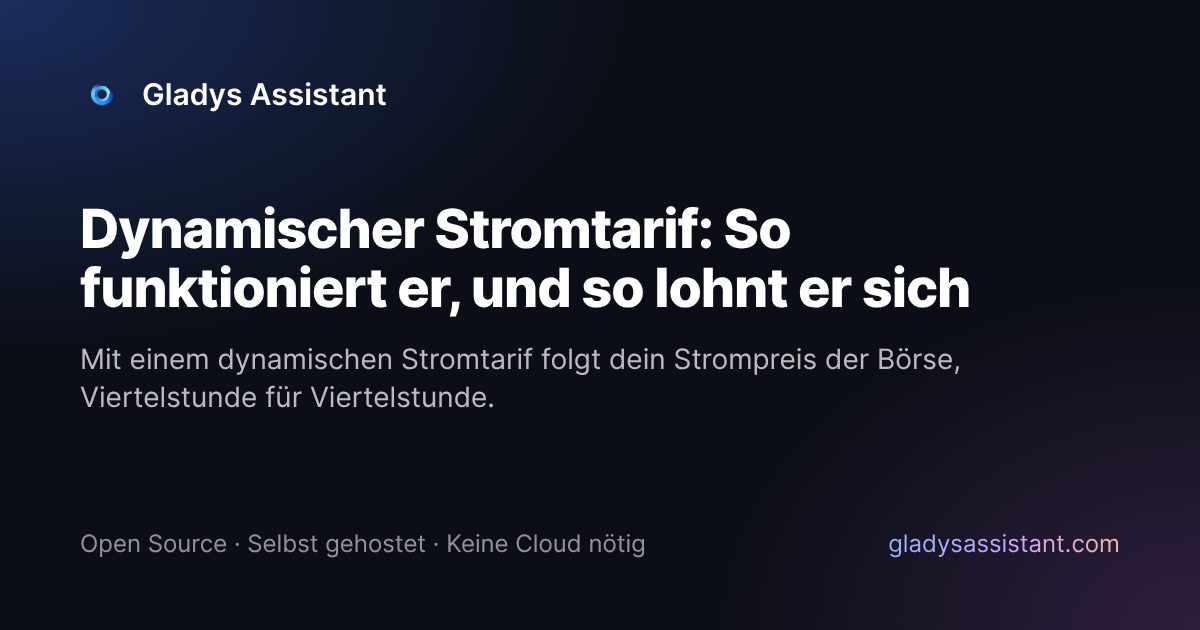 Gladys Assistant
Dynamischer Stromtarif: So
funktioniert er, und so lohnt er sich
Mit einem dynamischen Stromtarif folgt dein Strompreis der Börse,
Viertelstunde für Viertelstunde.
Open Source · Selbst gehostet · Keine Cloud nötig
gladysassistant.com